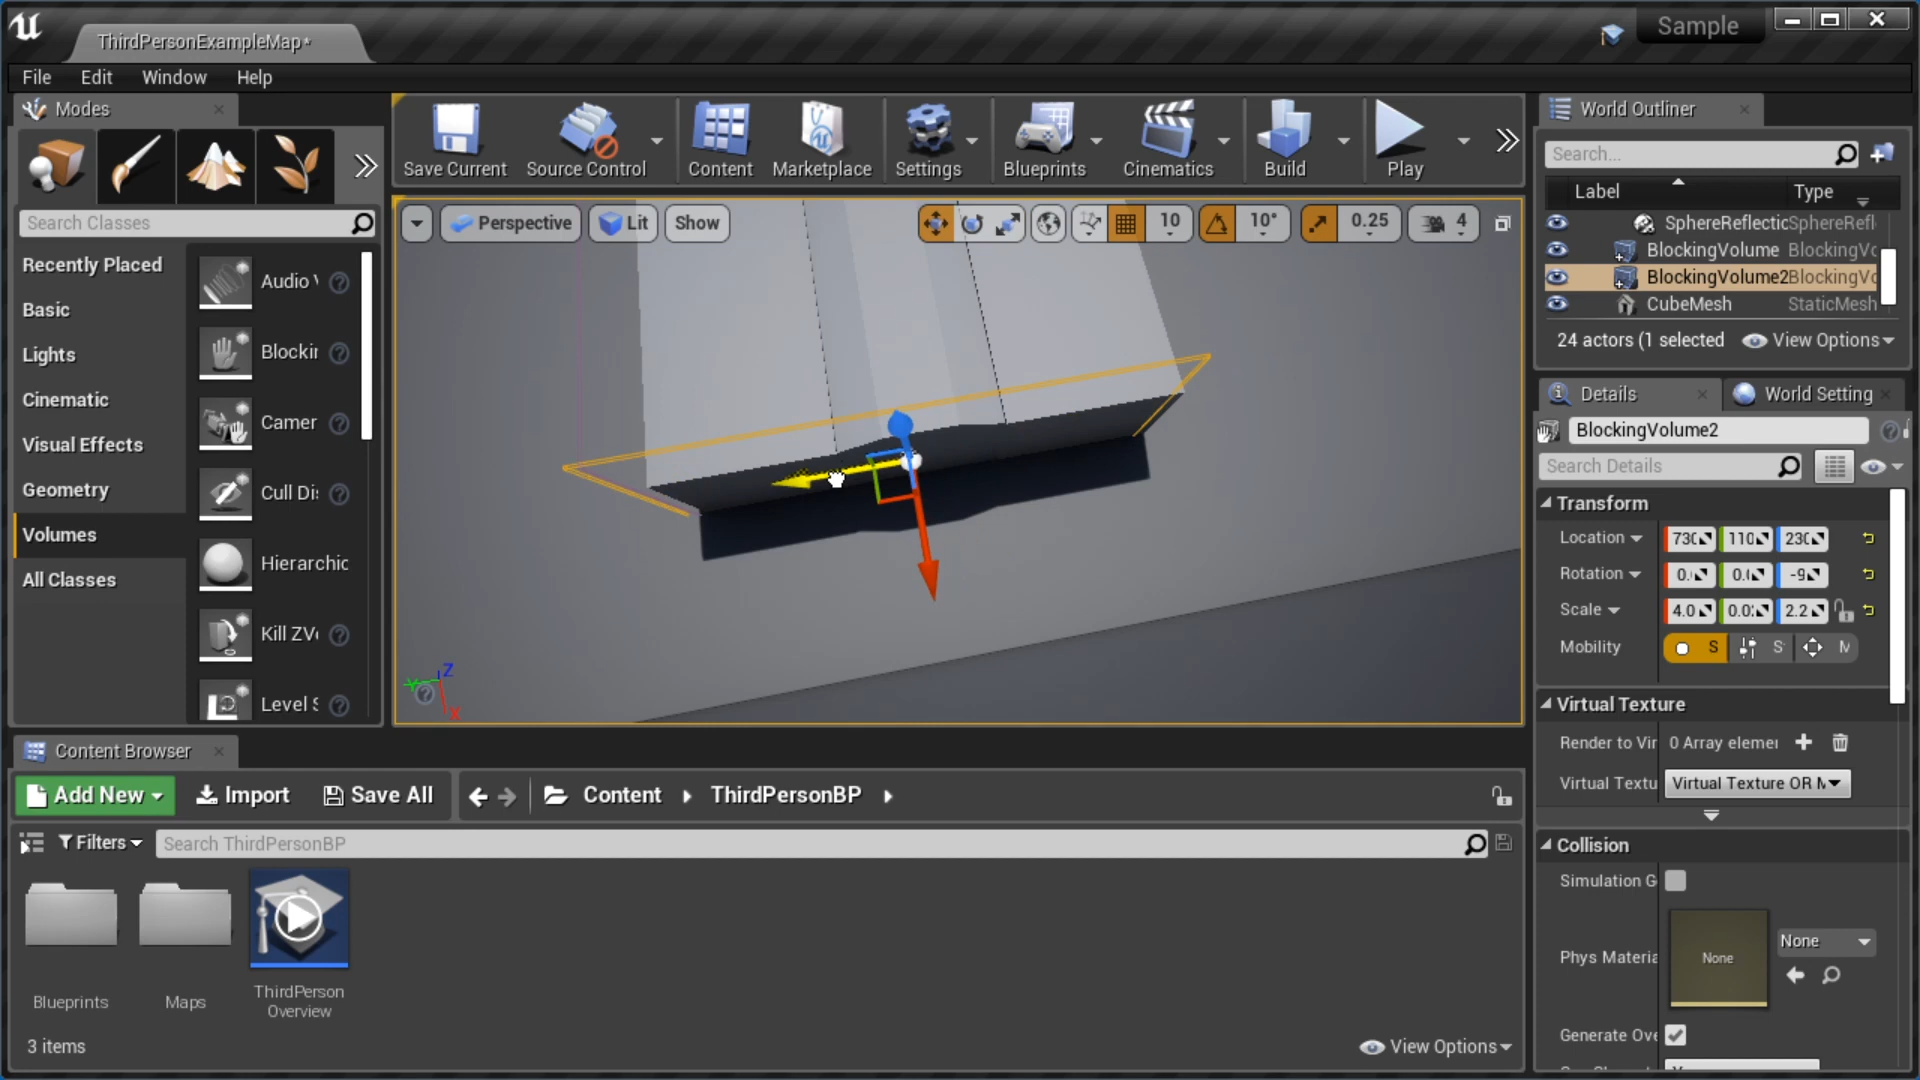 ThirdPersonExampleMap*
Sample
File Edit Window Help
Modes
Search Classes
Recently Placed
Basic
Lights
Cinematic
Visual Effects
Geometry
Volumes
All Classes
Audio
Blockin
Camer
Cull Di
Hierarchic
Kill ZV
Level S
Save Current
Source Control
Content
Marketplace
Settings
Blueprints
Cinematics
Build
Play
Perspective
Lit
Show
10
10°
0.25
4
Z
X
World Outliner
Search...
Label Type
SphereReflectic SphereRefl
BlockingVolume BlockingVo
BlockingVolume2 BlockingVo
CubeMesh StaticMesh
24 actors (1 selected
View Options
Details
World Setting
BlockingVolume2
Search Details
Transform
Location 730 110 230
Rotation 0. 0. -9
Scale 4.0 0.0 2.2
Mobility S S M
Virtual Texture
Render to Vir 0 Array elemer
Virtual Textu Virtual Texture OR M
Collision
Simulation G
Phys Materia None None
Generate Ove
Content Browser
Add New Import Save All Content ThirdPersonBP
Filters Search ThirdPersonBP
Blueprints
Maps
ThirdPerson
Overview
3 items
View Options